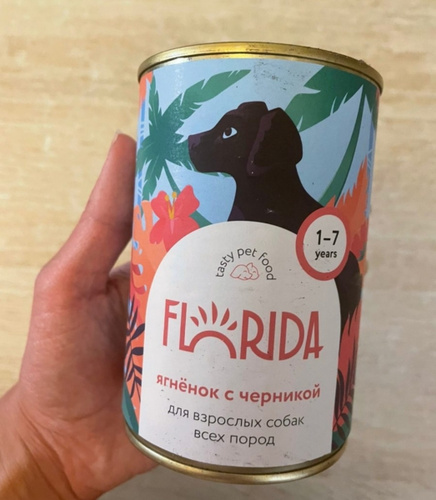 1–7
years
tasty pet food
FLORIDA
ягнёнок с черникой
для взрослых собак
всех пород